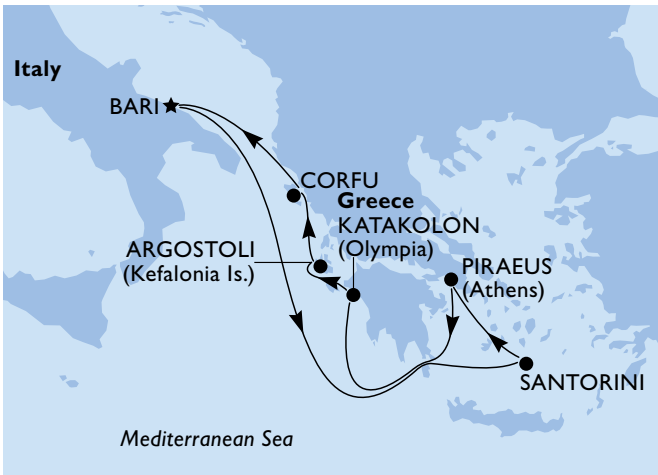 Italy
BARI
CORFU
Greece
KATAKOLON
(Olympia)
ARGOSTOLI
(Kefalonia Is.)
PIRAEUS
(Athens)
SANTORINI
Mediterranean Sea